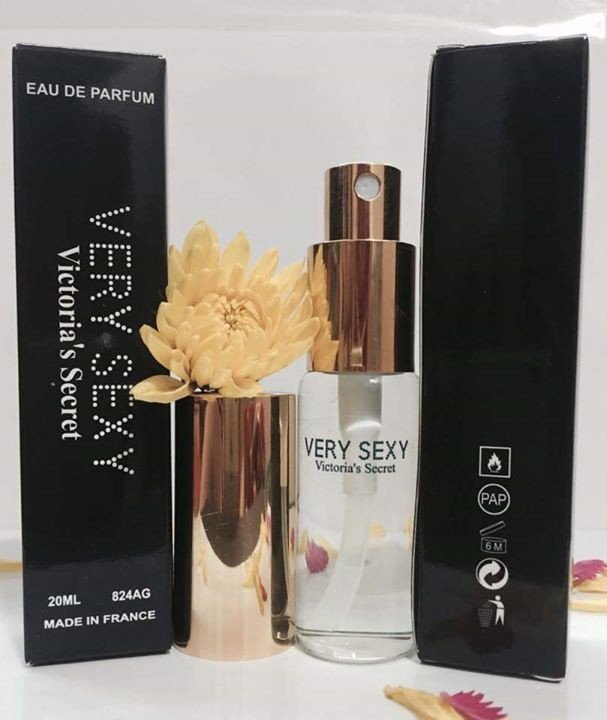 EAU DE PARFUM
VERY SEXY
Victoria's Secret
20ML 824AG
MADE IN FRANCE
VERY SEXY
Victoria's Secret
PAP
6 M